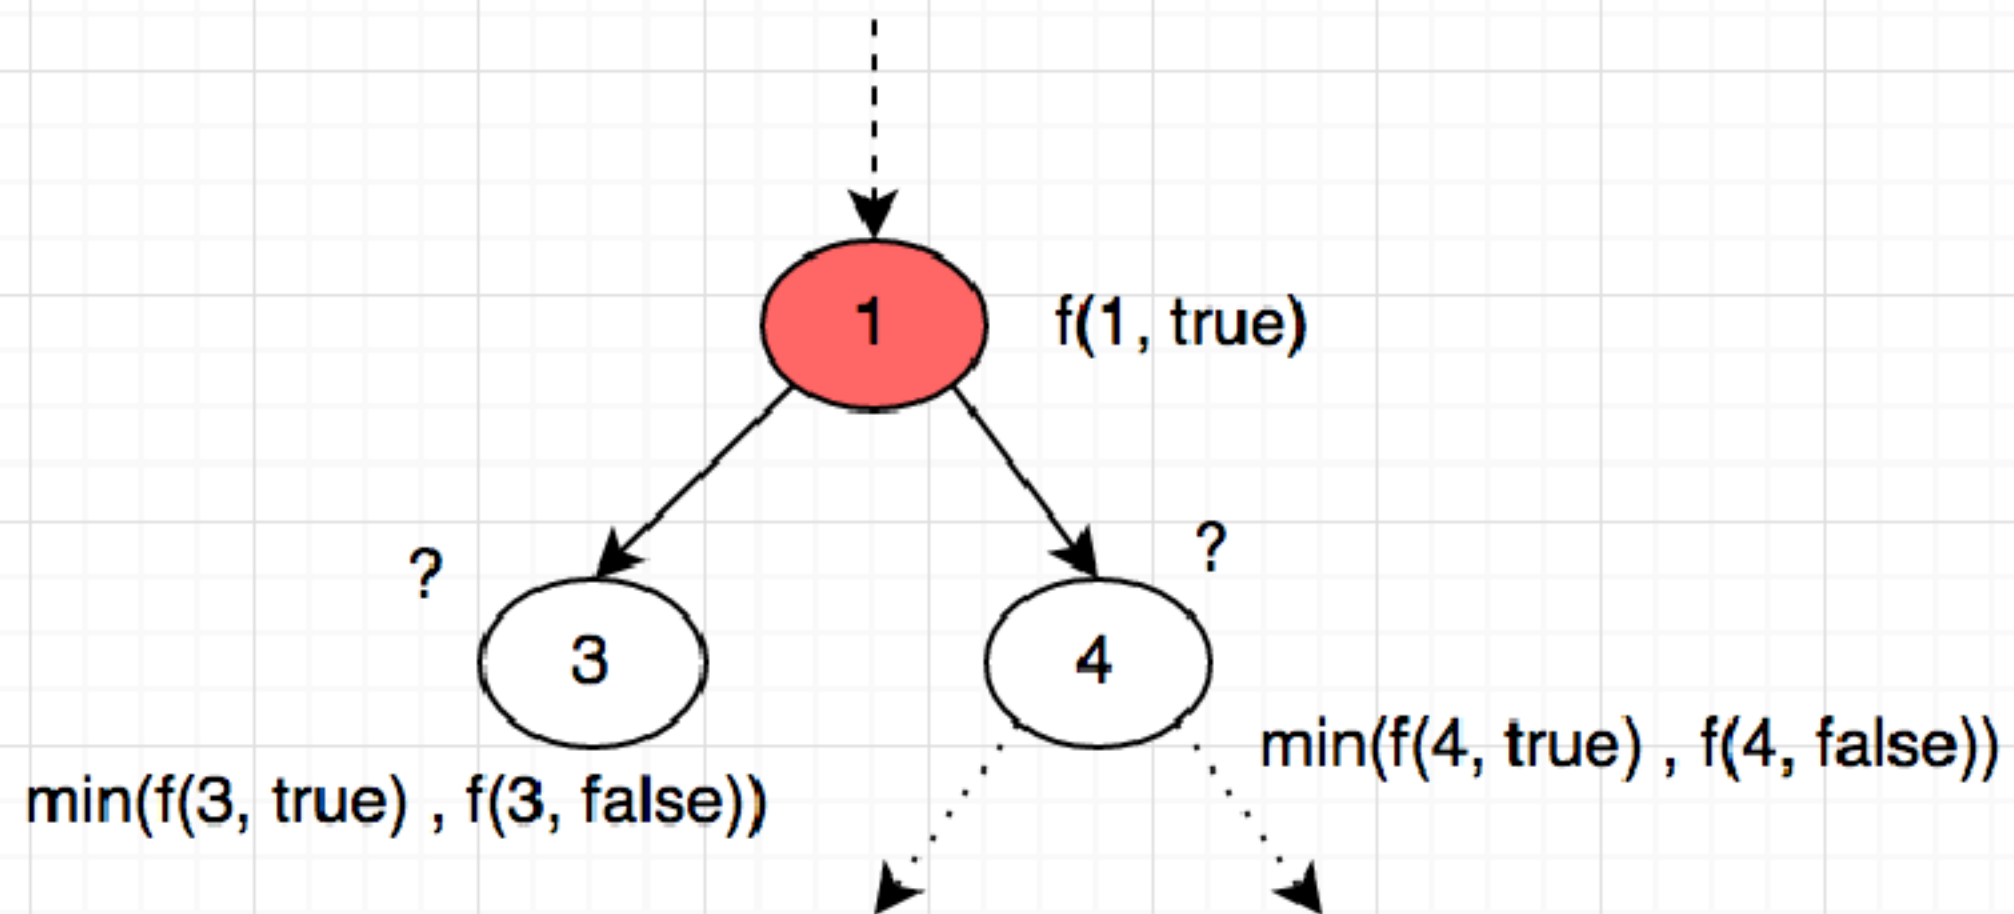 1
f(1, true)
?
?
3
4
min(f(4, true) , f(4, false))
min(f(3, true) , f(3, false))